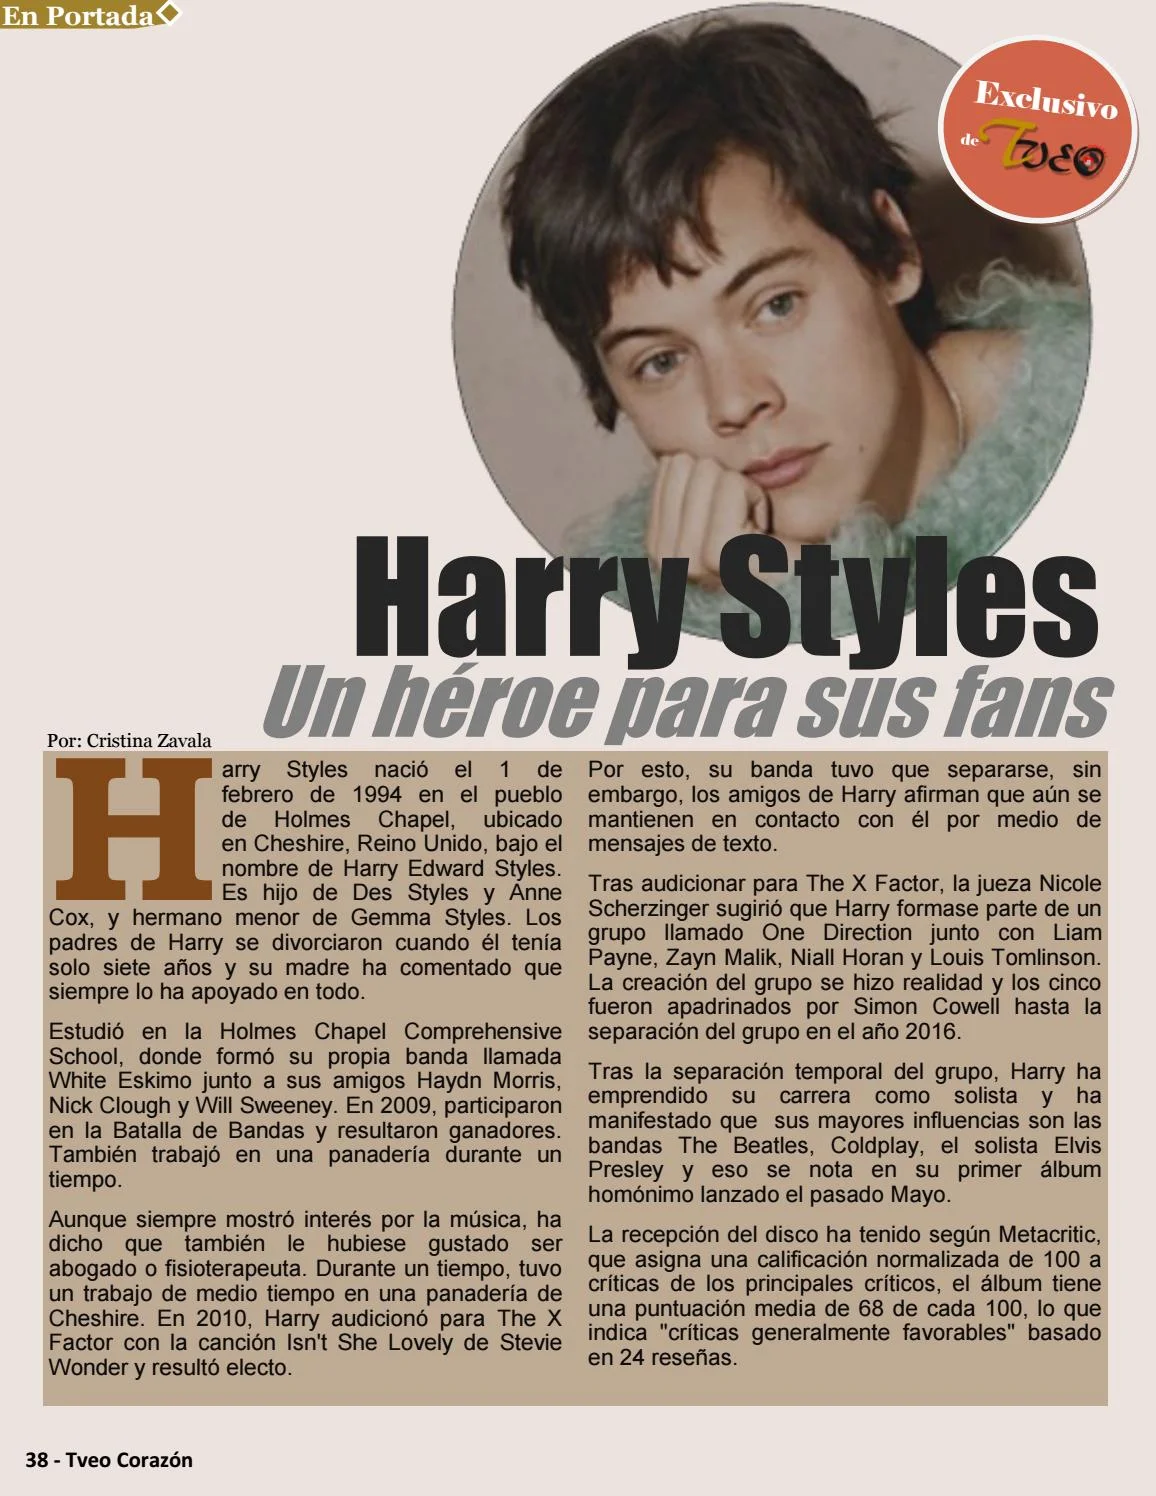 En Portada
Exclusivo
de Tveo
Harry Styles
Un héroe para sus fans
Por: Cristina Zavala
Harry Styles nació el 1 de
febrero de 1994 en el pueblo
de Holmes Chapel, ubicado
en Cheshire, Reino Unido, bajo el
nombre de Harry Edward Styles.
Es hijo de Des Styles y Anne
Cox, y hermano menor de Gemma Styles. Los
padres de Harry se divorciaron cuando él tenía
solo siete años y su madre ha comentado que
siempre lo ha apoyado en todo.
Estudió en la Holmes Chapel Comprehensive
School, donde formó su propia banda llamada
White Eskimo junto a sus amigos Haydn Morris,
Nick Clough y Will Sweeney. En 2009, participaron
en la Batalla de Bandas y resultaron ganadores.
También trabajó en una panadería durante un
tiempo.
Aunque siempre mostró interés por la música, ha
dicho que también le hubiese gustado ser
abogado o fisioterapeuta. Durante un tiempo, tuvo
un trabajo de medio tiempo en una panadería de
Cheshire. En 2010, Harry audicionó para The X
Factor con la canción Isn't She Lovely de Stevie
Wonder y resultó electo.
Por esto, su banda tuvo que separarse, sin
embargo, los amigos de Harry afirman que aún se
mantienen en contacto con él por medio de
mensajes de texto.
Tras audicionar para The X Factor, la jueza Nicole
Scherzinger sugirió que Harry formase parte de un
grupo llamado One Direction junto con Liam
Payne, Zayn Malik, Niall Horan y Louis Tomlinson.
La creación del grupo se hizo realidad y los cinco
fueron apadrinados por Simon Cowell hasta la
separación del grupo en el año 2016.
Tras la separación temporal del grupo, Harry ha
emprendido su carrera como solista y ha
manifestado que sus mayores influencias son las
bandas The Beatles, Coldplay, el solista Elvis
Presley y eso se nota en su primer álbum
homónimo lanzado el pasado Mayo.
La recepción del disco ha tenido según Metacritic,
que asigna una calificación normalizada de 100 a
críticas de los principales críticos, el álbum tiene
una puntuación media de 68 de cada 100, lo que
indica "críticas generalmente favorables" basado
en 24 reseñas.
38 - Tveo Corazón